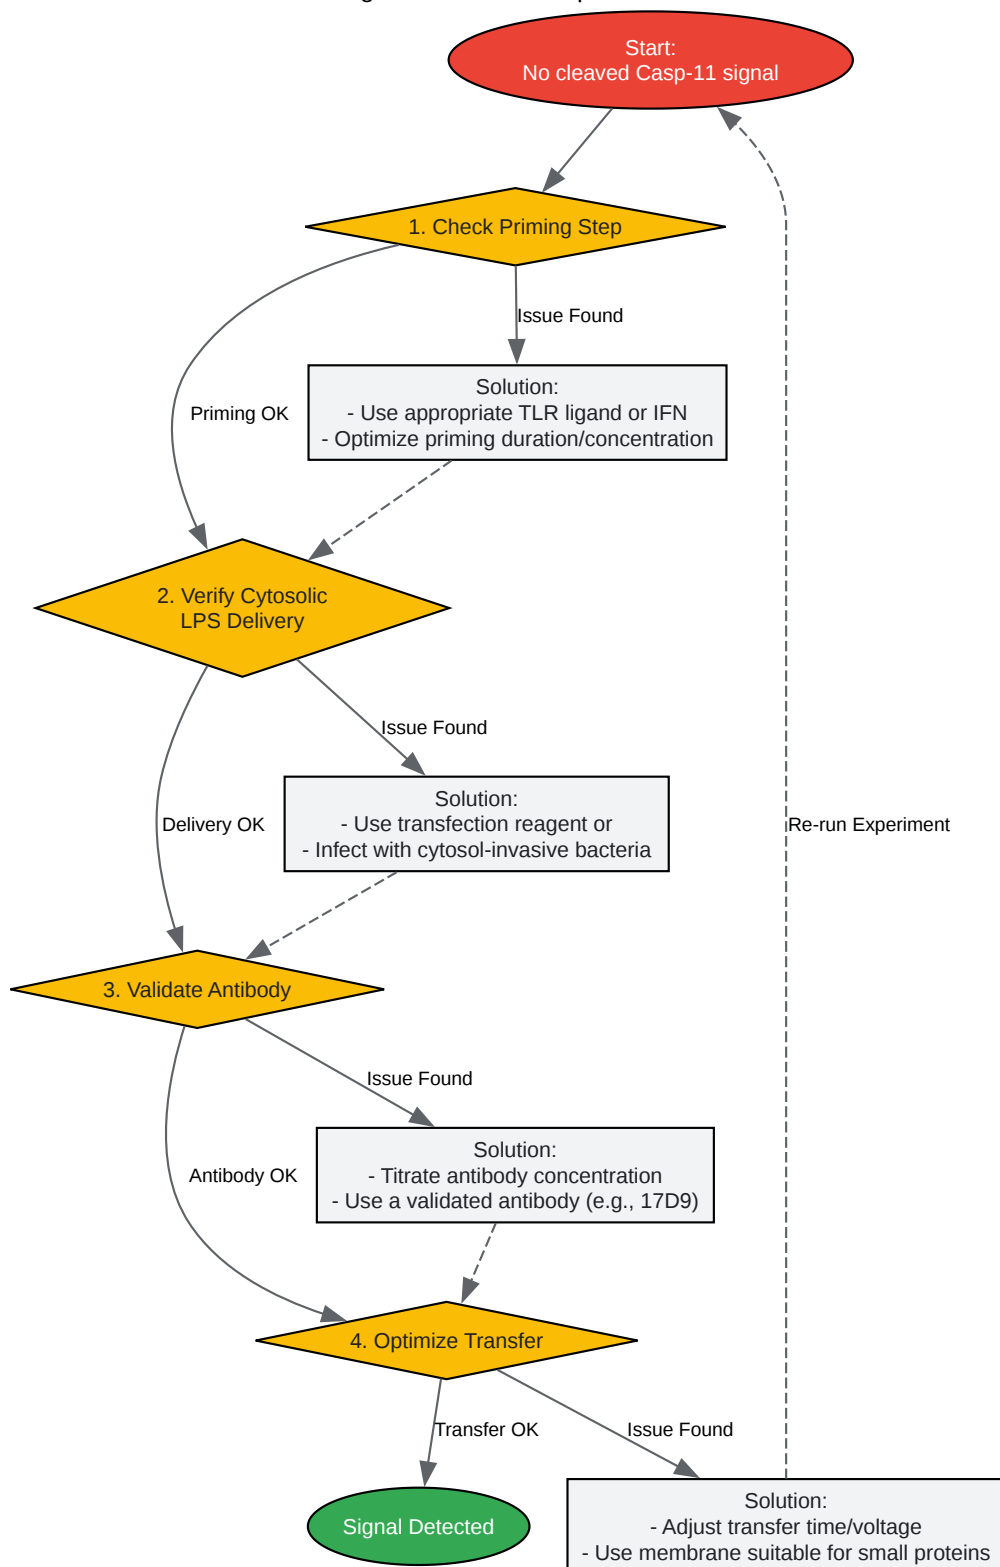 Start:
No cleaved Casp-11 signal
1. Check Priming Step
Issue Found
Priming OK
Solution:
- Use appropriate TLR ligand or IFN
- Optimize priming duration/concentration
2. Verify Cytosolic
LPS Delivery
Issue Found
Delivery OK
Solution:
- Use transfection reagent or
- Infect with cytosol-invasive bacteria
Re-run Experiment
3. Validate Antibody
Issue Found
Antibody OK
Solution:
- Titrate antibody concentration
- Use a validated antibody (e.g., 17D9)
4. Optimize Transfer
Transfer OK
Issue Found
Signal Detected
Solution:
- Adjust transfer time/voltage
- Use membrane suitable for small proteins